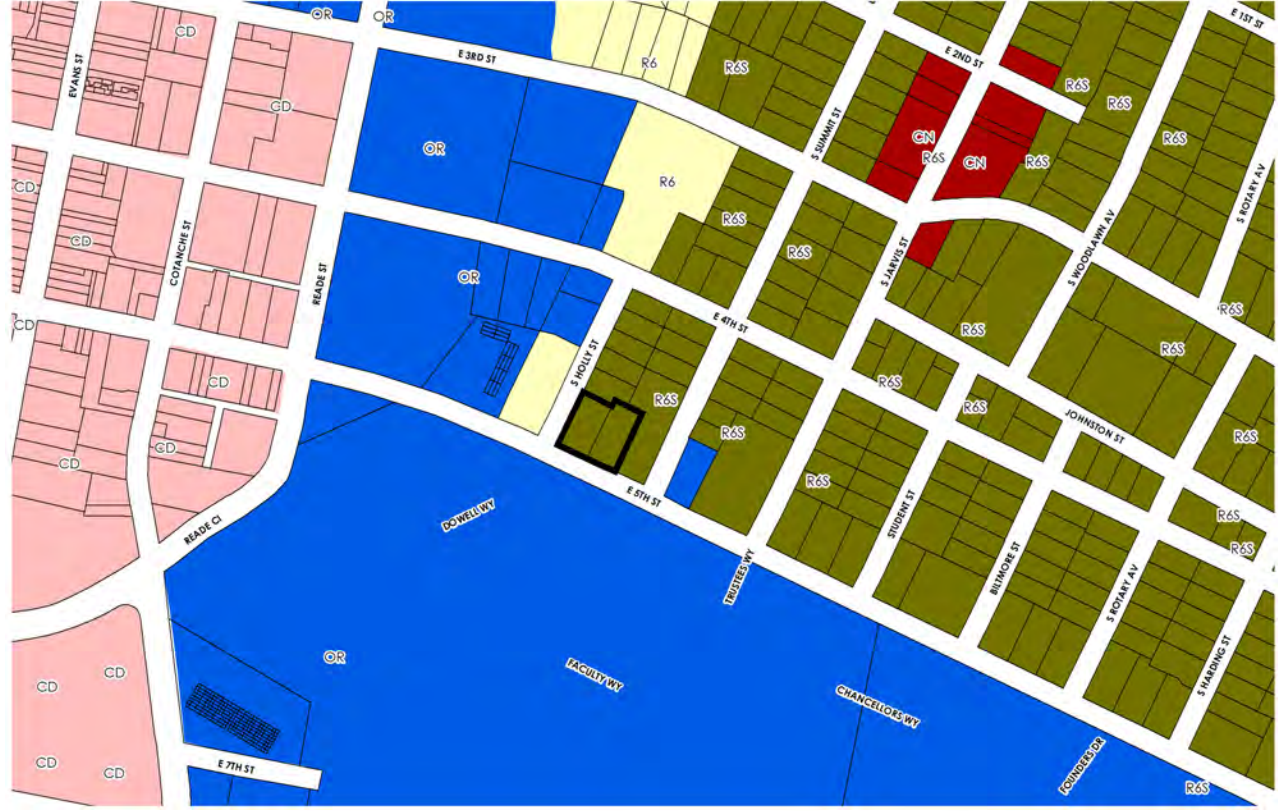 OR
OR
CD
E 1ST ST
EVANS ST
E 3RD ST
E 2ND ST
R6
R6S
R6S
R6S
CD
S SUMMIT ST
CN
R6S
CN
R6S
R6S
OR
R6
S ROTARY AV
CD
COTANCHE ST
R6S
S JARVIS ST
S WOODLAWN AV
CD
R6S
OR
READE ST
R6S
CD
E 4TH ST
R6S
R6S
S HOLLY ST
CD
R6S
R6S
R6S
JOHNSTON ST
R6S
R6S
CD
CD
R6S
E 5TH ST
STUDENT ST
R6S
DOWELL WY
READE CI
R6S
BILTMORE ST
TRUSTEES WY
S ROTARY AV
S HARDING ST
OR
FACULTY WY
CD
CD
CHANCELLORS WY
CD
CD
E 7TH ST
FOUNDERS DR
R6S